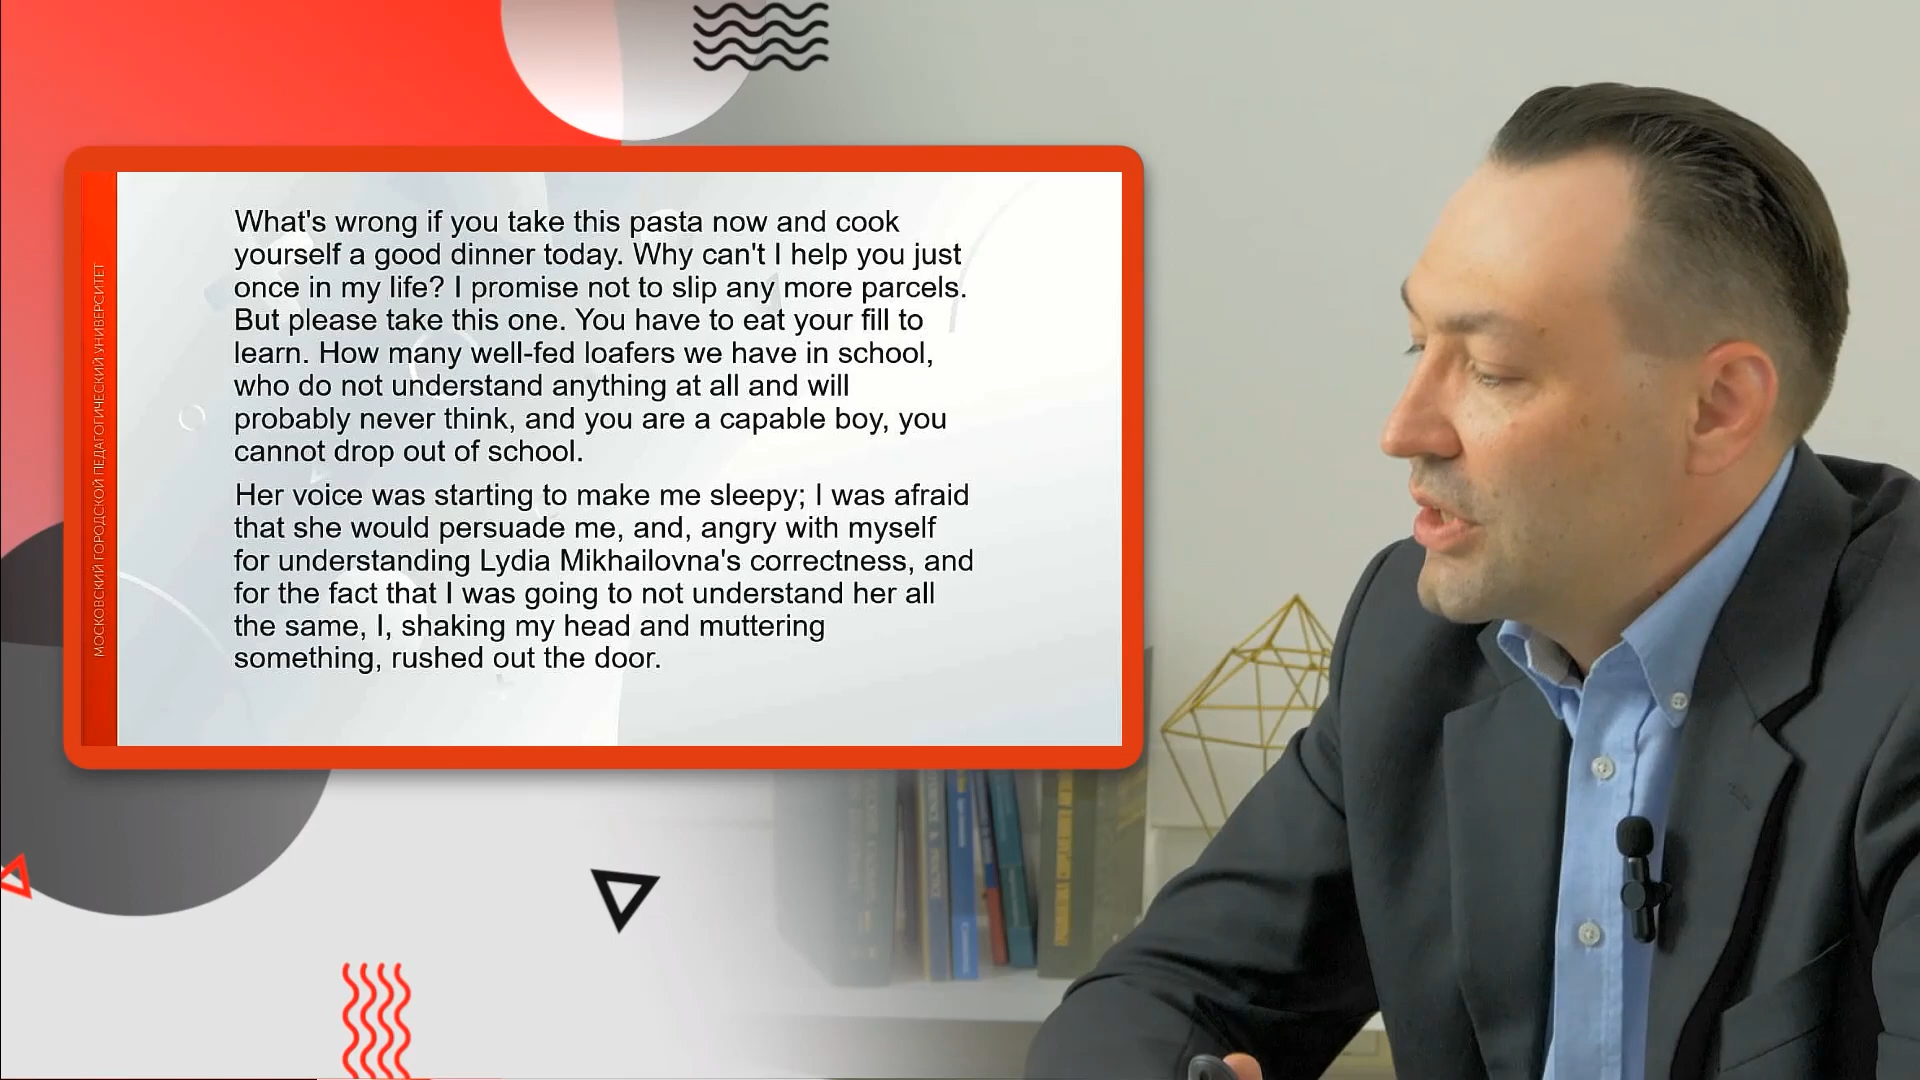 What's wrong if you take this pasta now and cook
yourself a good dinner today. Why can't I help you just
once in my life? I promise not to slip any more parcels.
But please take this one. You have to eat your fill to
learn. How many well-fed loafers we have in school,
who do not understand anything at all and will
probably never think, and you are a capable boy, you
cannot drop out of school.
Her voice was starting to make me sleepy; I was afraid
that she would persuade me, and, angry with myself
for understanding Lydia Mikhailovna's correctness, and
for the fact that I was going to not understand her all
the same, I, shaking my head and muttering
something, rushed out the door.
МОСКОВСКИЙ ГОРОДСКОЙ ПЕДАГОГИЧЕСКИЙ УНИВЕРСИТЕТ